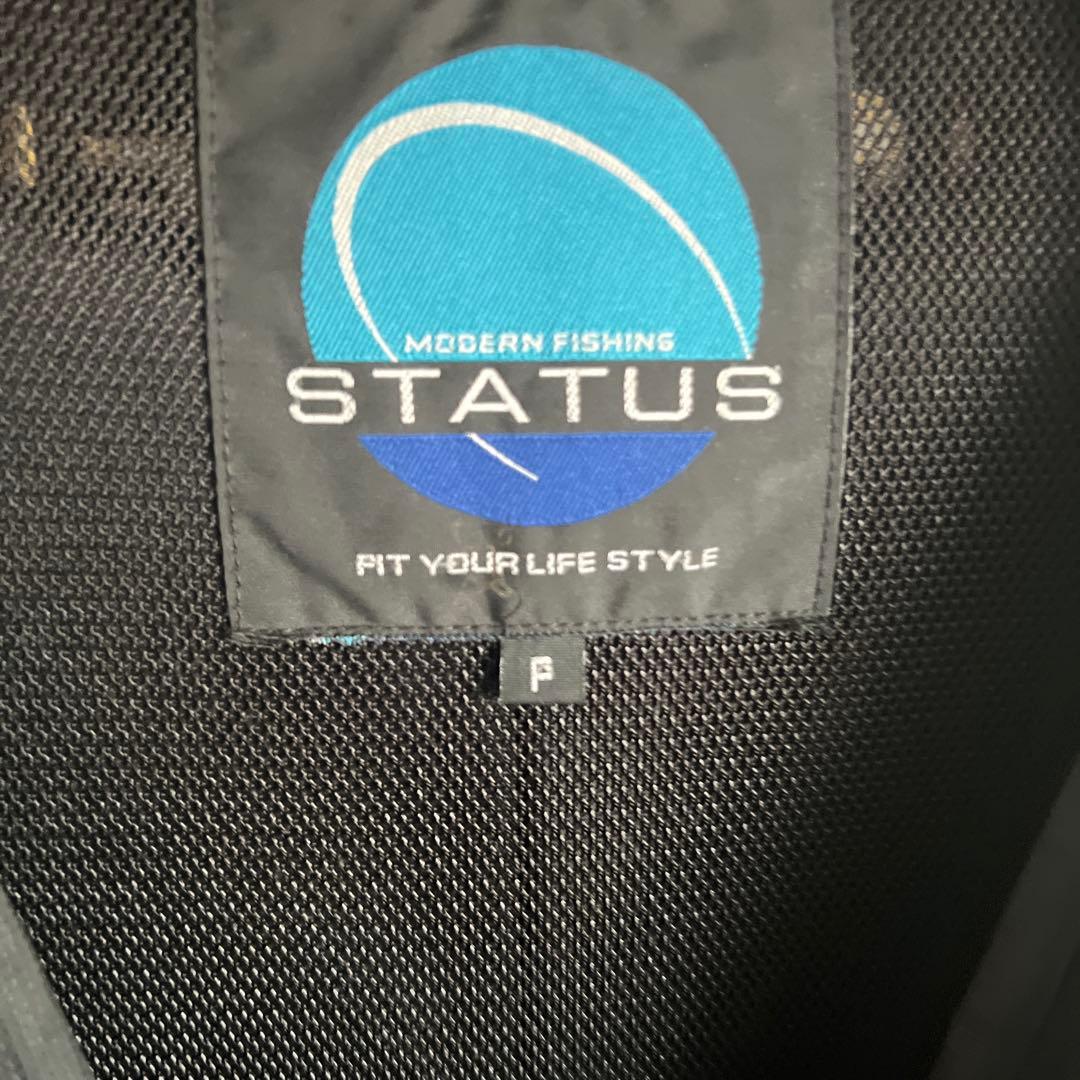 MODERN FISHING
STATUS
FIT YOUR LIFE STYLE
F